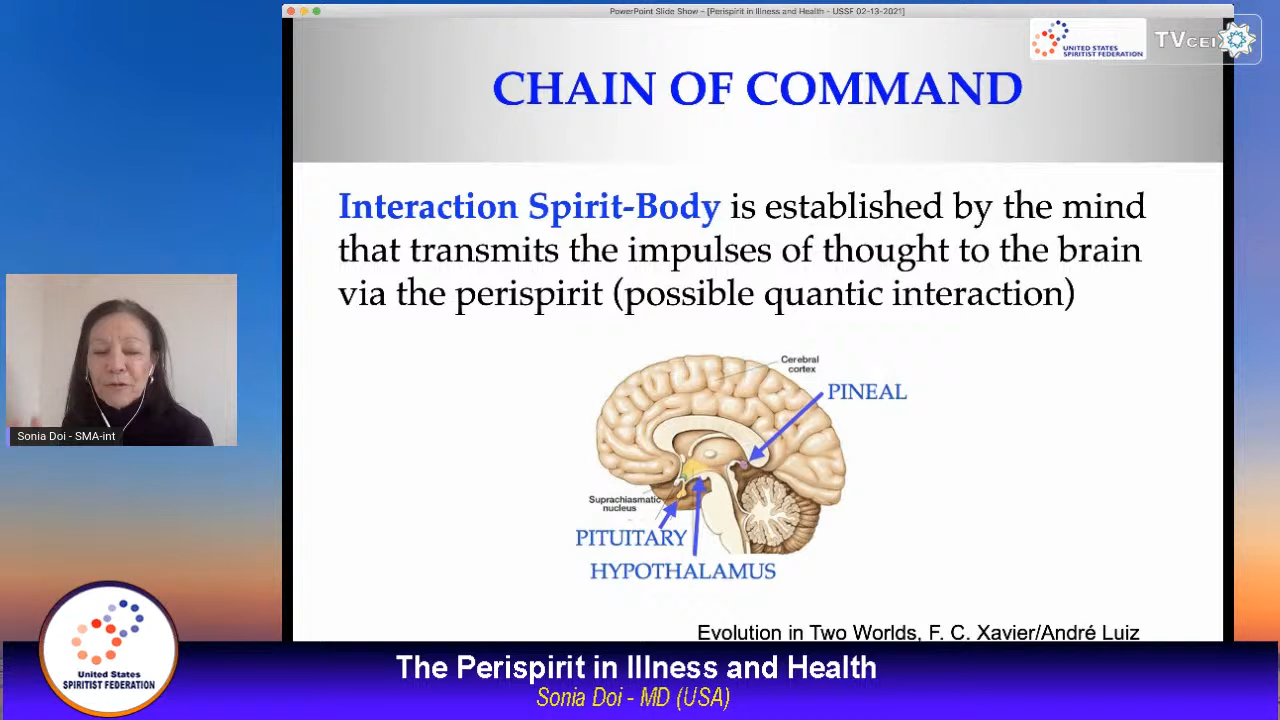 PowerPoint Slide Show – [Perispirit in Illness and Health - USSF 02-13-2021]
UNITED STATES
SPIRITIST FEDERATION
TVCEI
CHAIN OF COMMAND
Interaction Spirit-Body is established by the mind
that transmits the impulses of thought to the brain
via the perispirit (possible quantic interaction)
Cerebral
cortex
PINEAL
Suprachiasmatic
nucleus
PITUITARY
HYPOTHALAMUS
Sonia Doi - SMA-int
Evolution in Two Worlds, F. C. Xavier/André Luiz
United States
SPIRITIST FEDERATION
The Perispirit in Illness and Health
Sonia Doi - MD (USA)